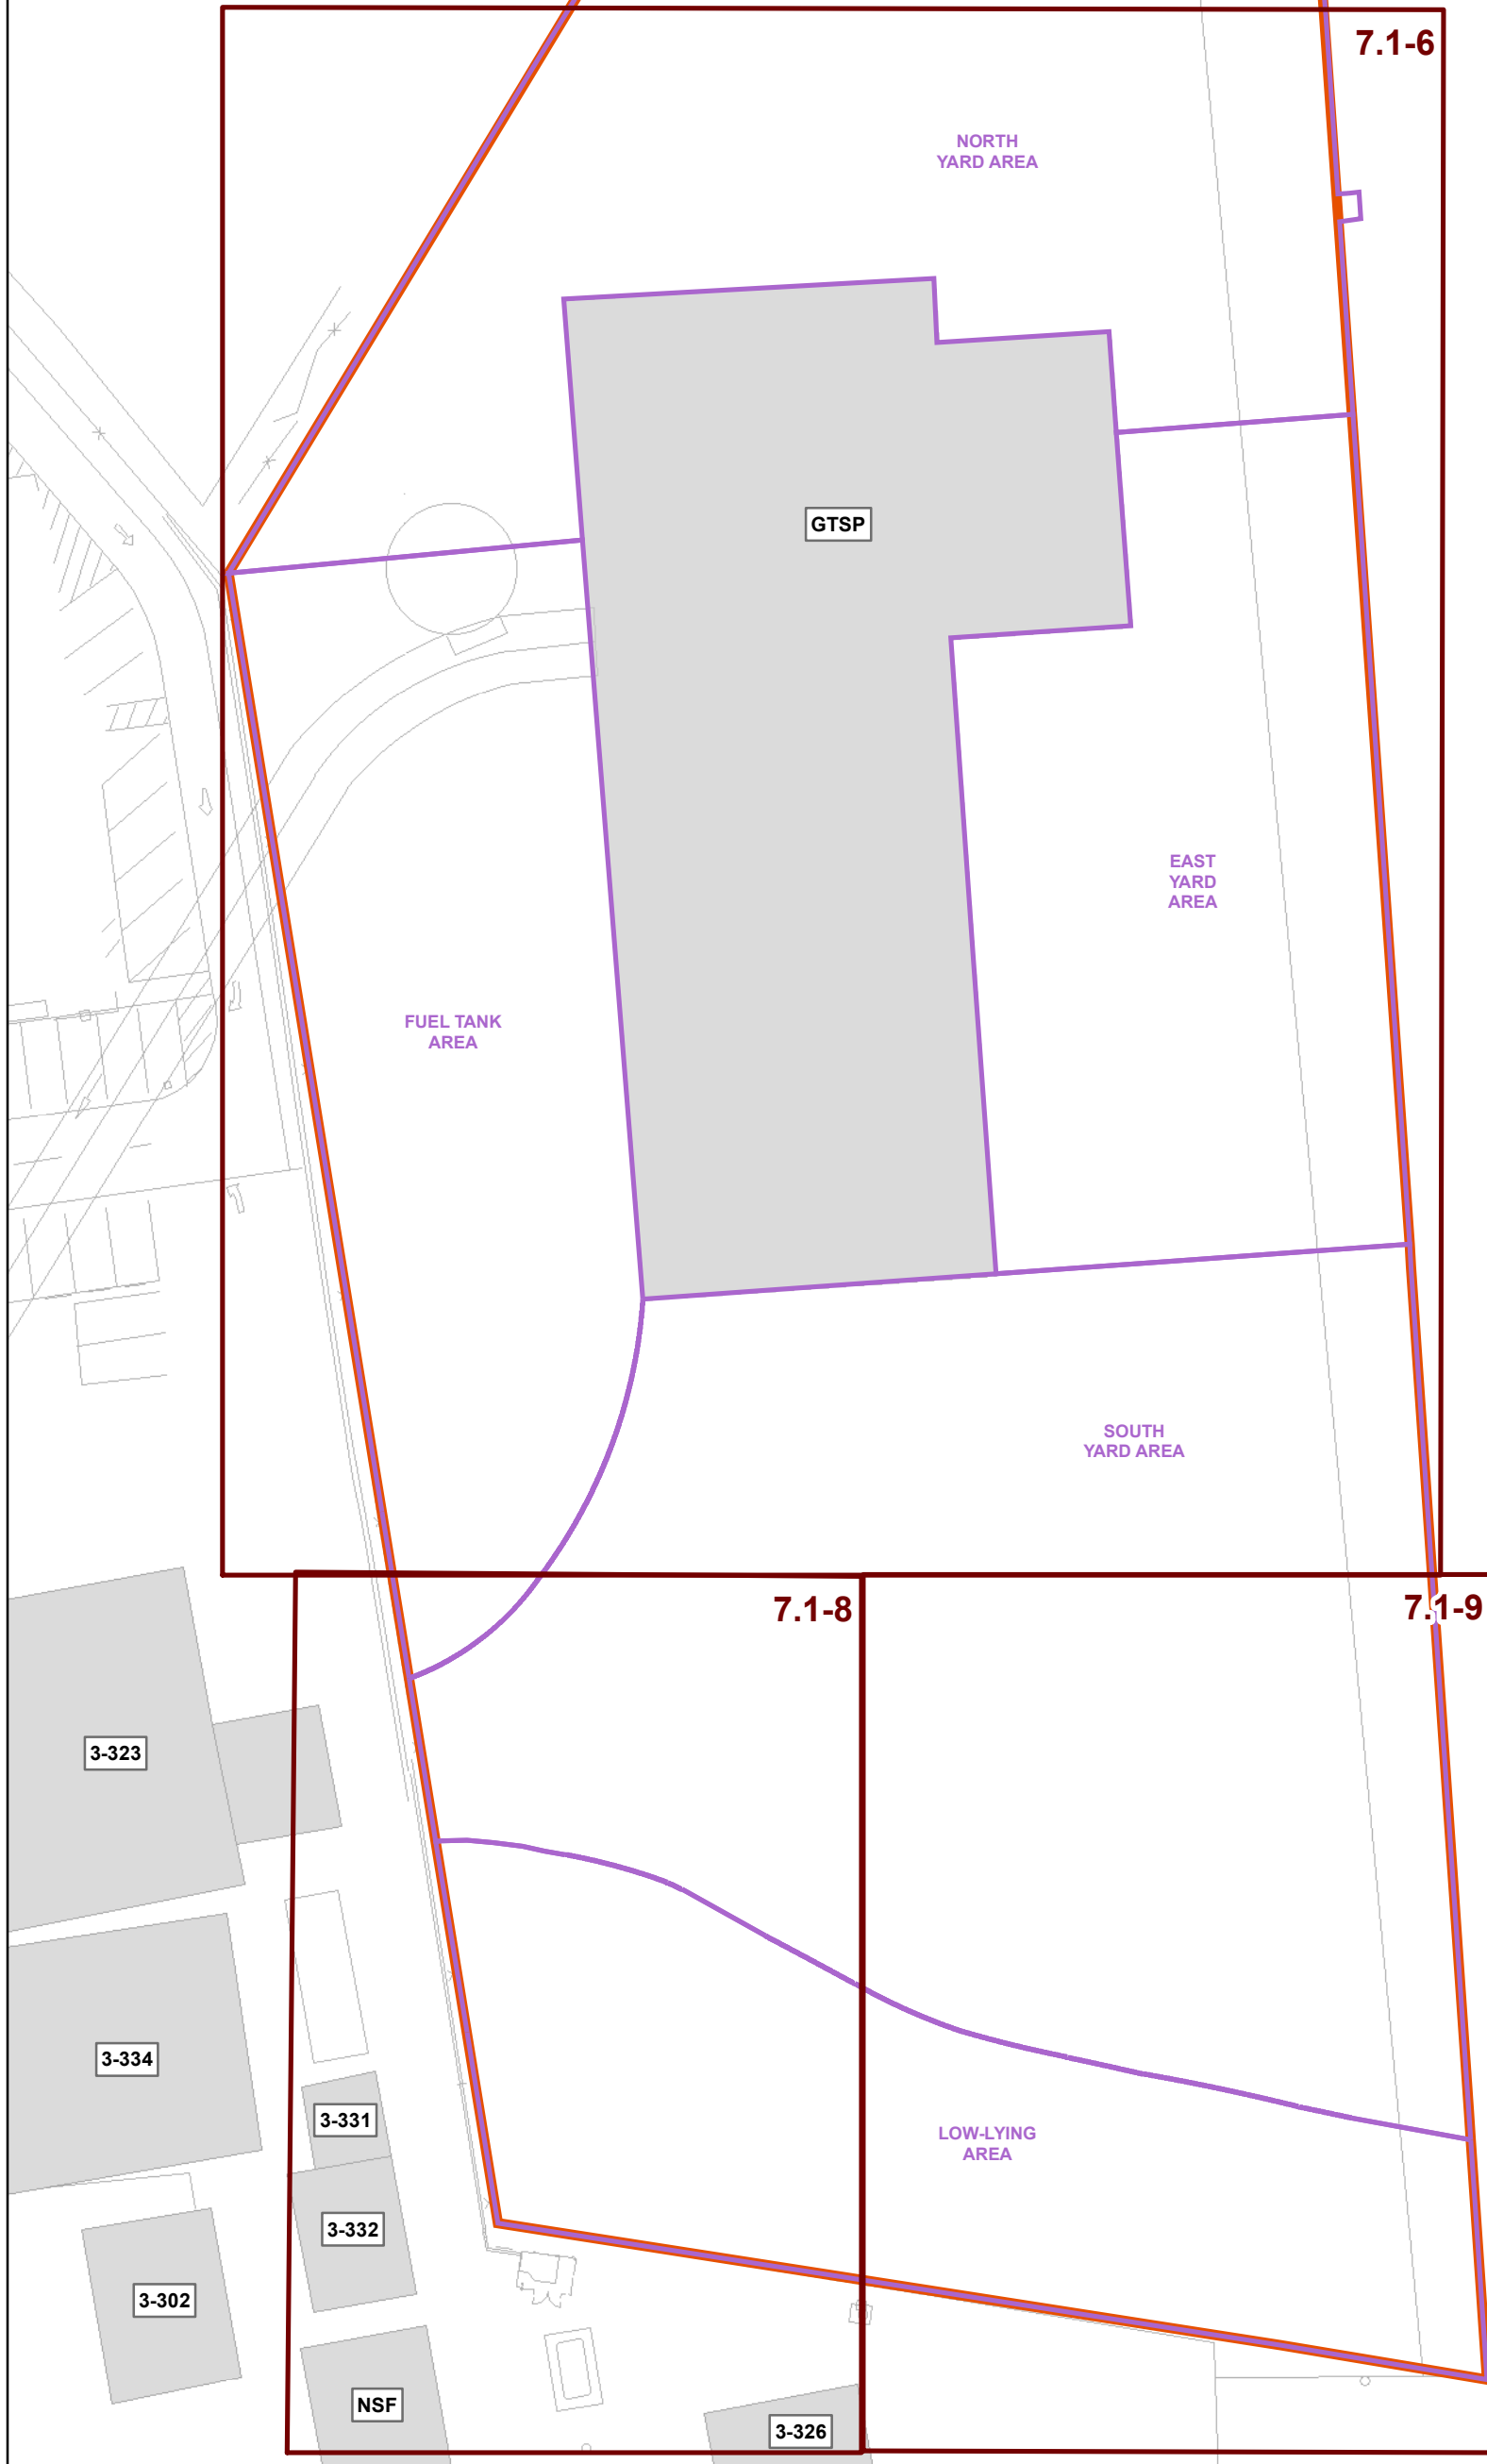 7.1-6
NORTH
YARD AREA
GTSP
EAST
YARD
AREA
FUEL TANK
AREA
SOUTH
YARD AREA
7.1-8
7.1-9
3-323
3-334
3-331
LOW-LYING
AREA
3-332
3-302
NSF
3-326